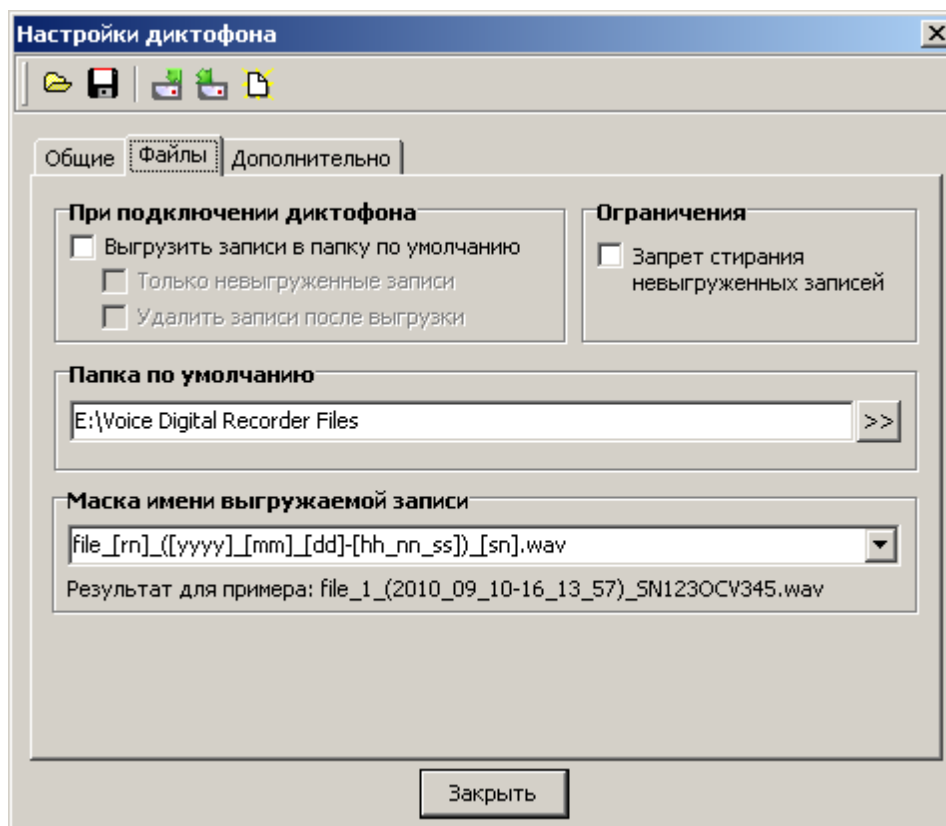 Настройки диктофона
Общие Файлы Дополнительно
При подключении диктофона
Выгрузить записи в папку по умолчанию
Только невыгруженные записи
Удалить записи после выгрузки
Ограничения
Запрет стирания
невыгруженных записей
Папка по умолчанию
E:\Voice Digital Recorder Files
>>
Маска имени выгружаемой записи
file_[rn]_([yyyy]_[mm]_[dd]-[hh_nn_ss])_[sn].wav
Результат для примера: file_1_(2010_09_10-16_13_57)_SN123OCV345.wav
Закрыть